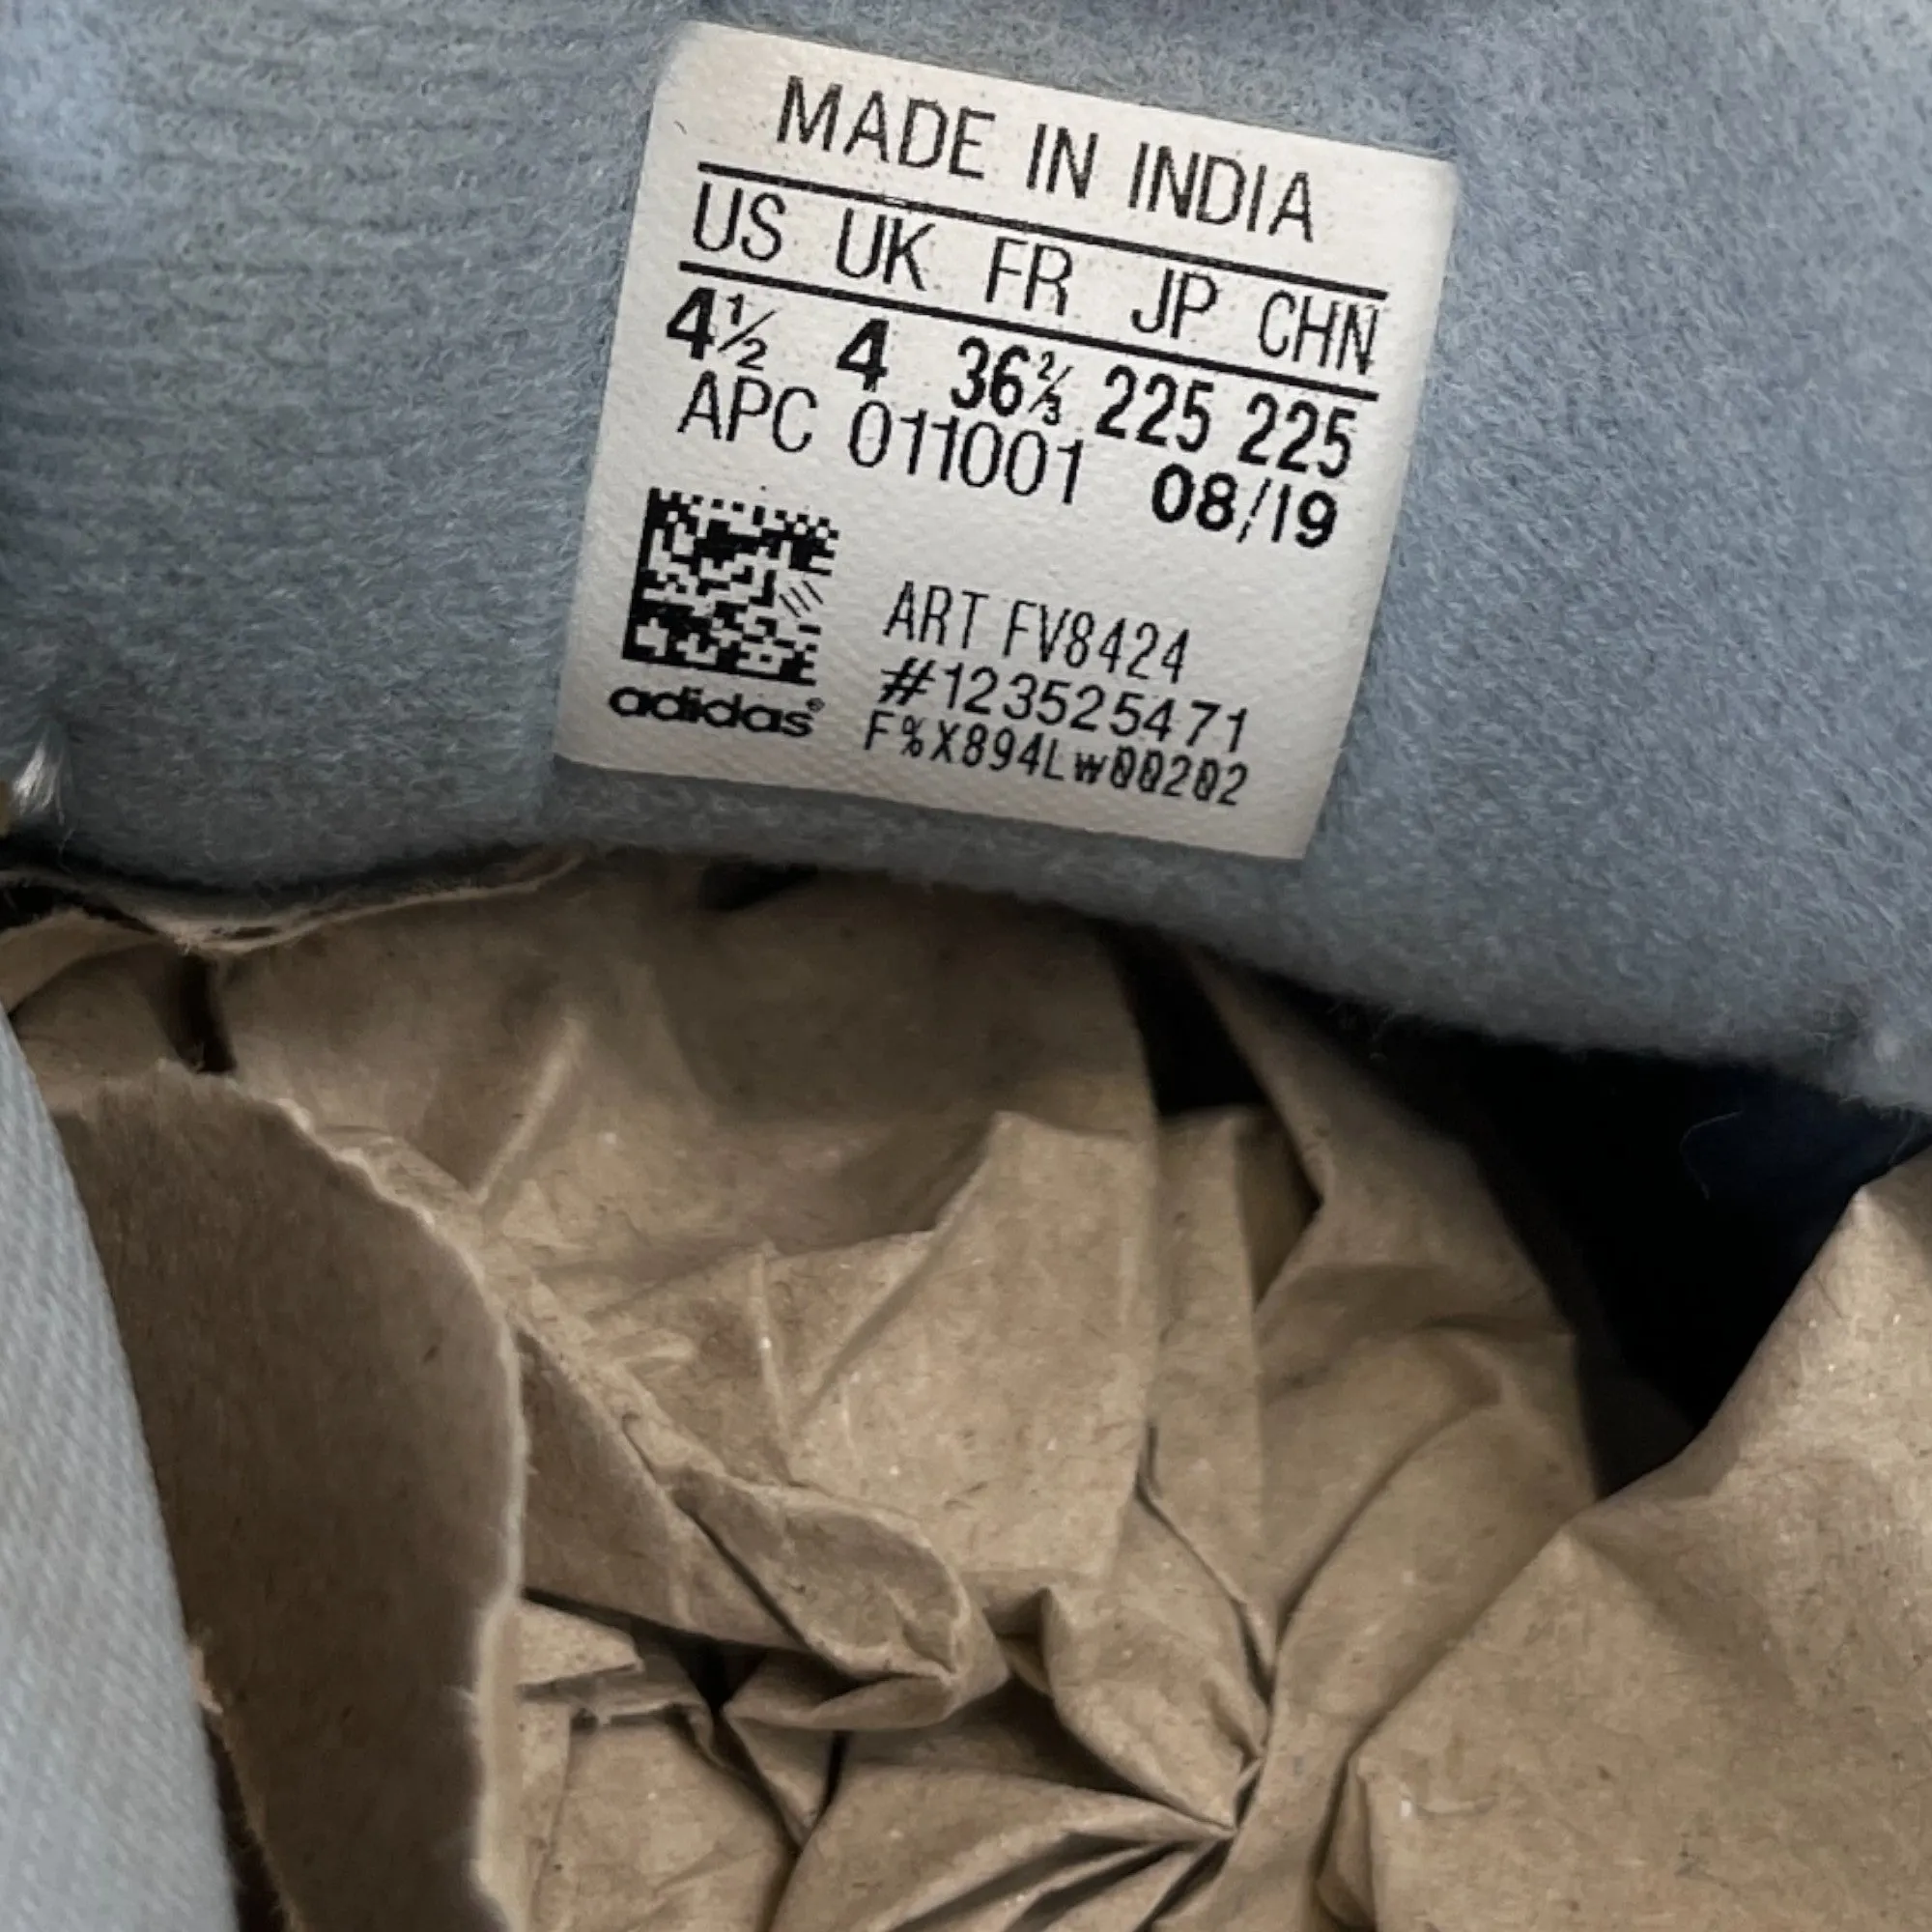 MADE IN INDIA
US UK FR JP CHN
4½ 4 36⅔ 225 225
APC 011001 08/19
ART FV8424
#123525471
F%X894Lw00202
adidas®